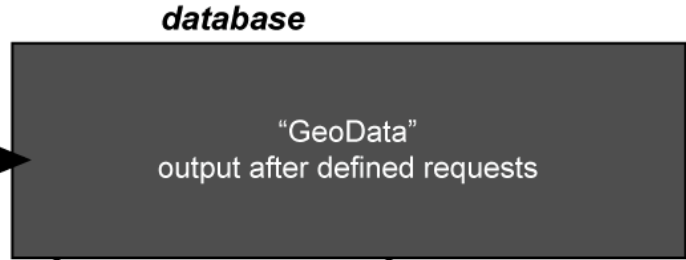 database
“GeoData”
output after defined requests